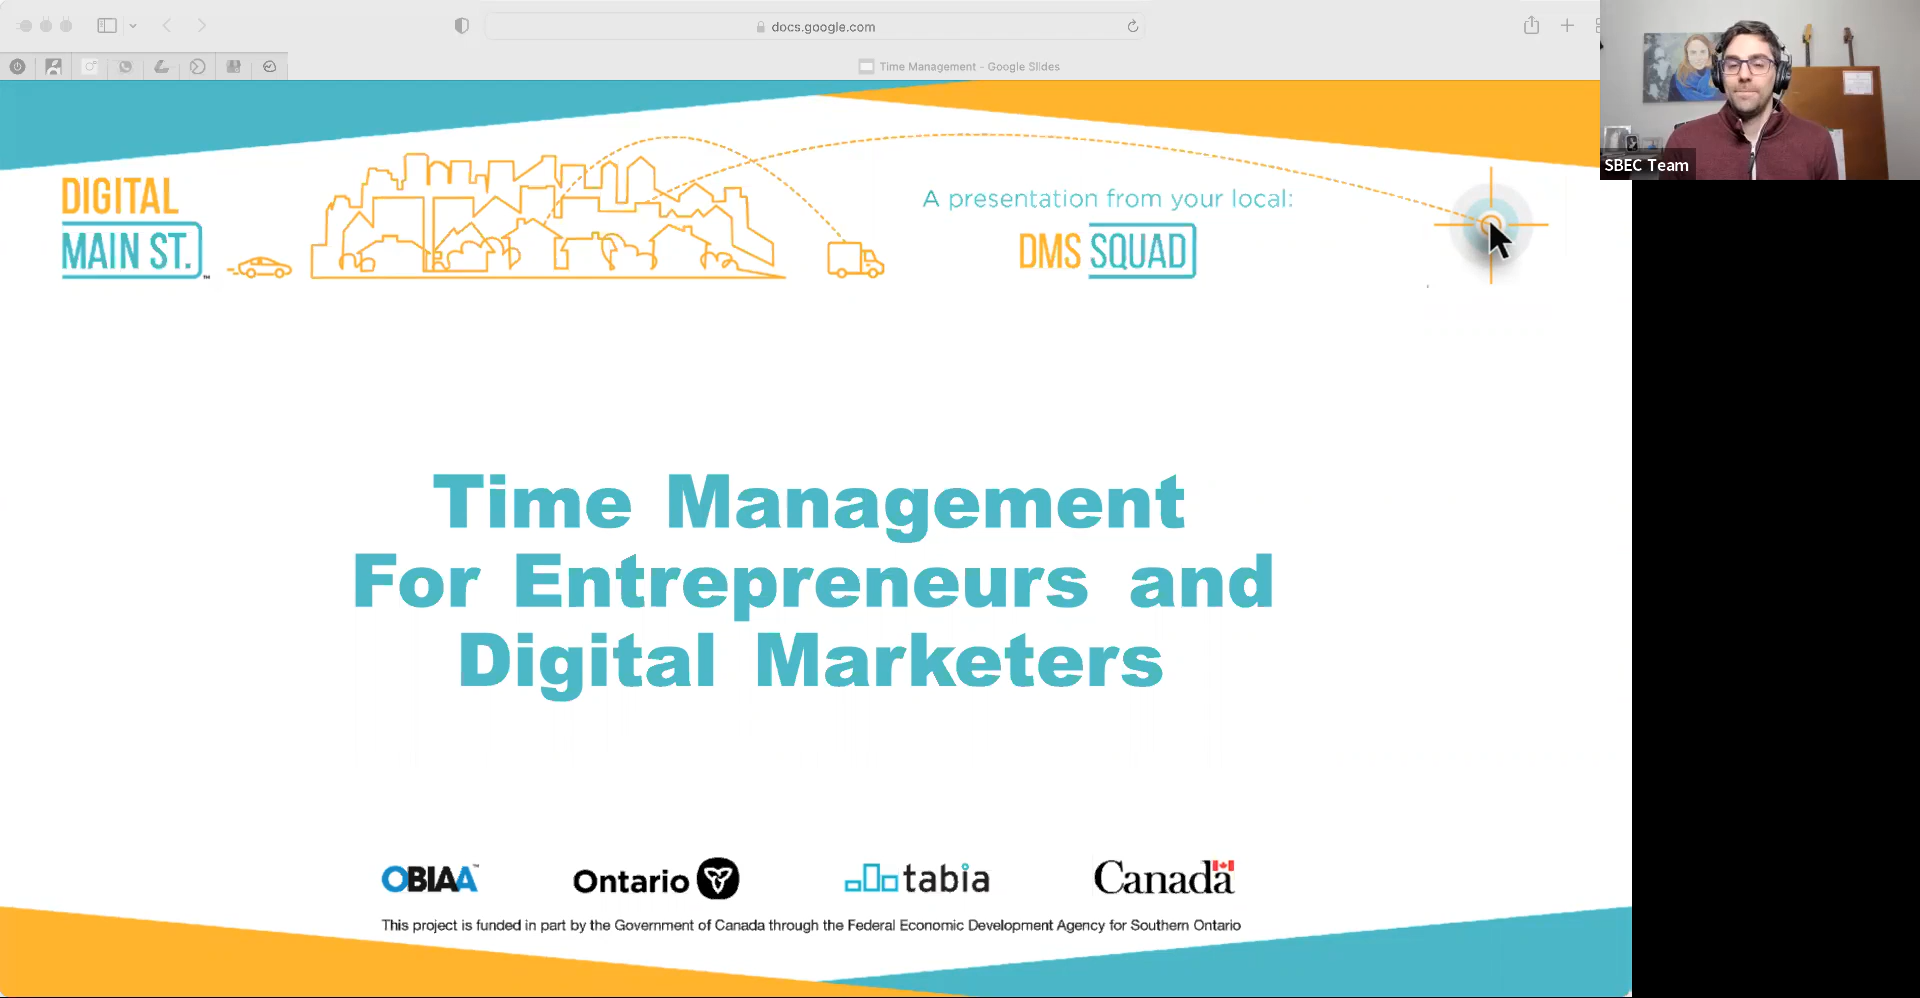 docs.google.com
Time Management - Google Slides
SBEC Team
DIGITAL
MAIN ST.™
A presentation from your local:
DMS SQUAD
Time Management
For Entrepreneurs and
Digital Marketers
OBIAA™
Ontario
tabia
Canada
This project is funded in part by the Government of Canada through the Federal Economic Development Agency for Southern Ontario